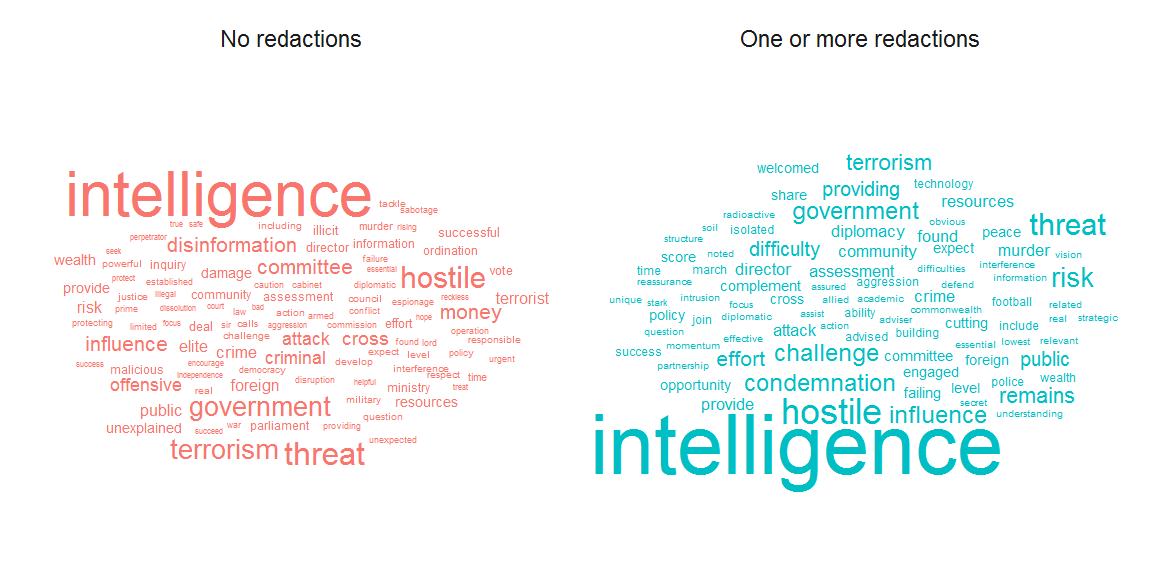 No redactions
intelligence
tackle
sabotage
true safe
including illicit murder rising
successful
perpetrator
disinformation director information ordination
seek
wealth powerful inquiry damage committee failure essential hostile vote
protect established caution cabinet diplomatic
provide
justice illegal community assessment council espionage reckless terrorist
risk prime dissolution court law bad action armed conflict hope money
protecting limited focus deal sir calls aggression commission effort operation
influence elite challenge attack cross found lord responsible
success crime criminal expect level policy urgent
malicious encourage democracy develop interference
offensive independence foreign disruption helpful respect treat time
real ministry
public government military resources
unexplained succeed war parliament providing question
terrorism threat unexpected
One or more redactions
welcomed terrorism
share providing technology
radioactive government resources
soil isolated diplomacy found obvious peace threat
structure
score noted difficulty community expect murder vision
time march director assessment difficulties interference
reassurance complement assured aggression defend information risk
unique stark intrusion cross allied academic crime football related
focus ability commonwealth
policy join diplomatic assist adviser cutting include real strategic
question attack action advised building
success momentum effective challenge committee essential lowest relevant
partnership effort foreign public
opportunity condemnation engaged level police wealth
provide failing secret remains
hostile influence understanding
intelligence